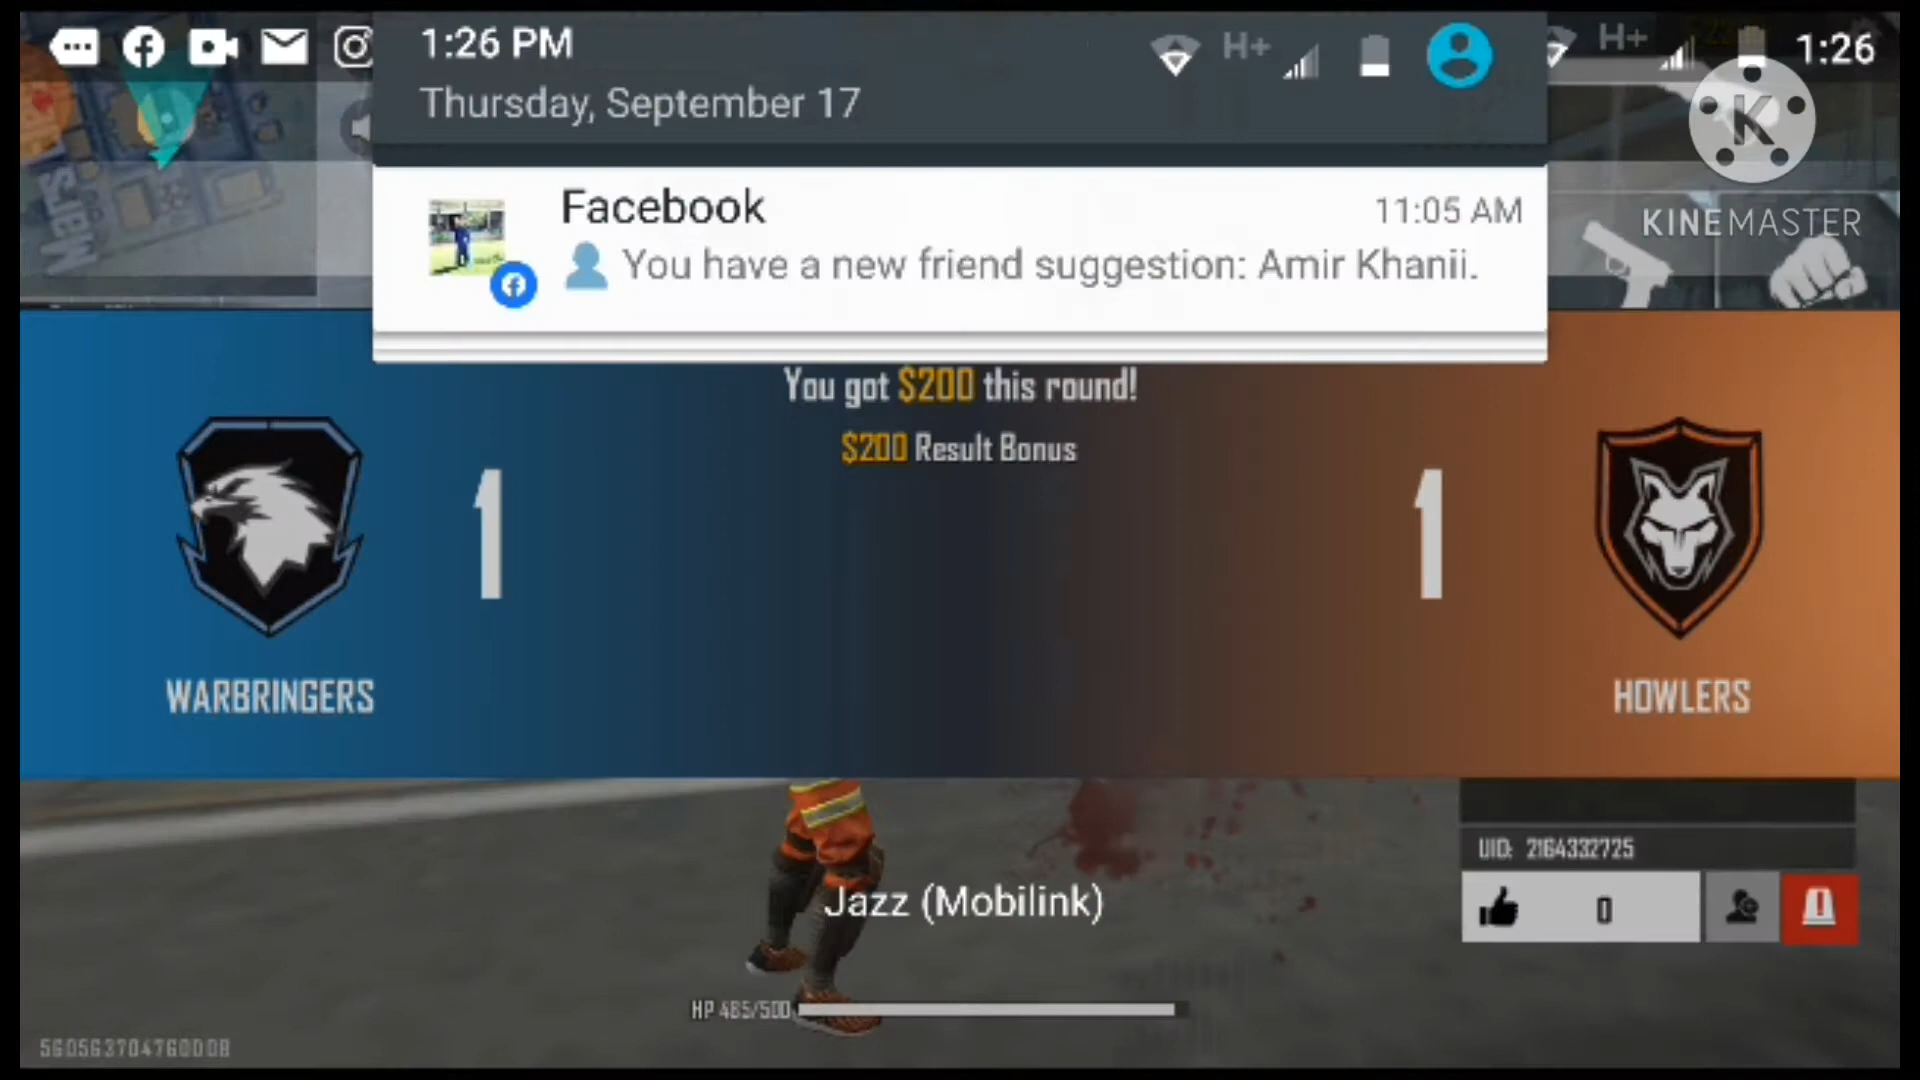 1:26 PM
H+
H+
1:26
Thursday, September 17
K
Facebook
11:05 AM
KINEMASTER
You have a new friend suggestion: Amir Khanii.
You got $200 this round!
$200 Result Bonus
1
1
WARBRINGERS
HOWLERS
UID: 2164332725
Jazz (Mobilink)
0
HP 485/500